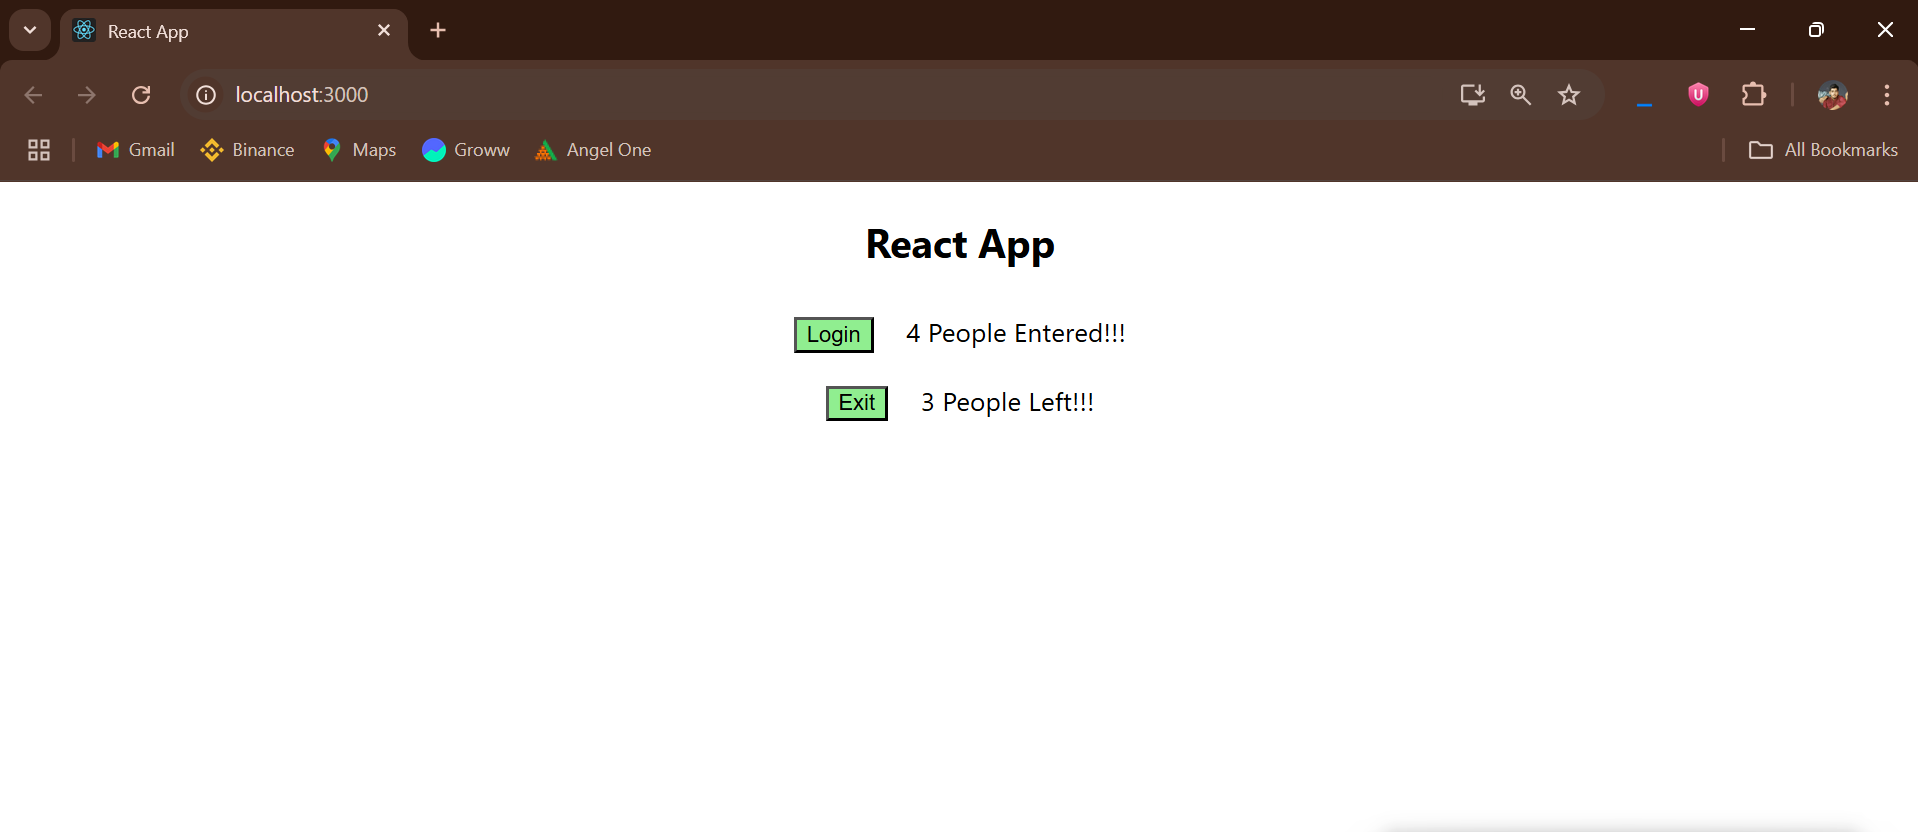 React App
localhost:3000
Gmail Binance Maps Groww Angel One All Bookmarks
React App
Login 4 People Entered!!!
Exit 3 People Left!!!